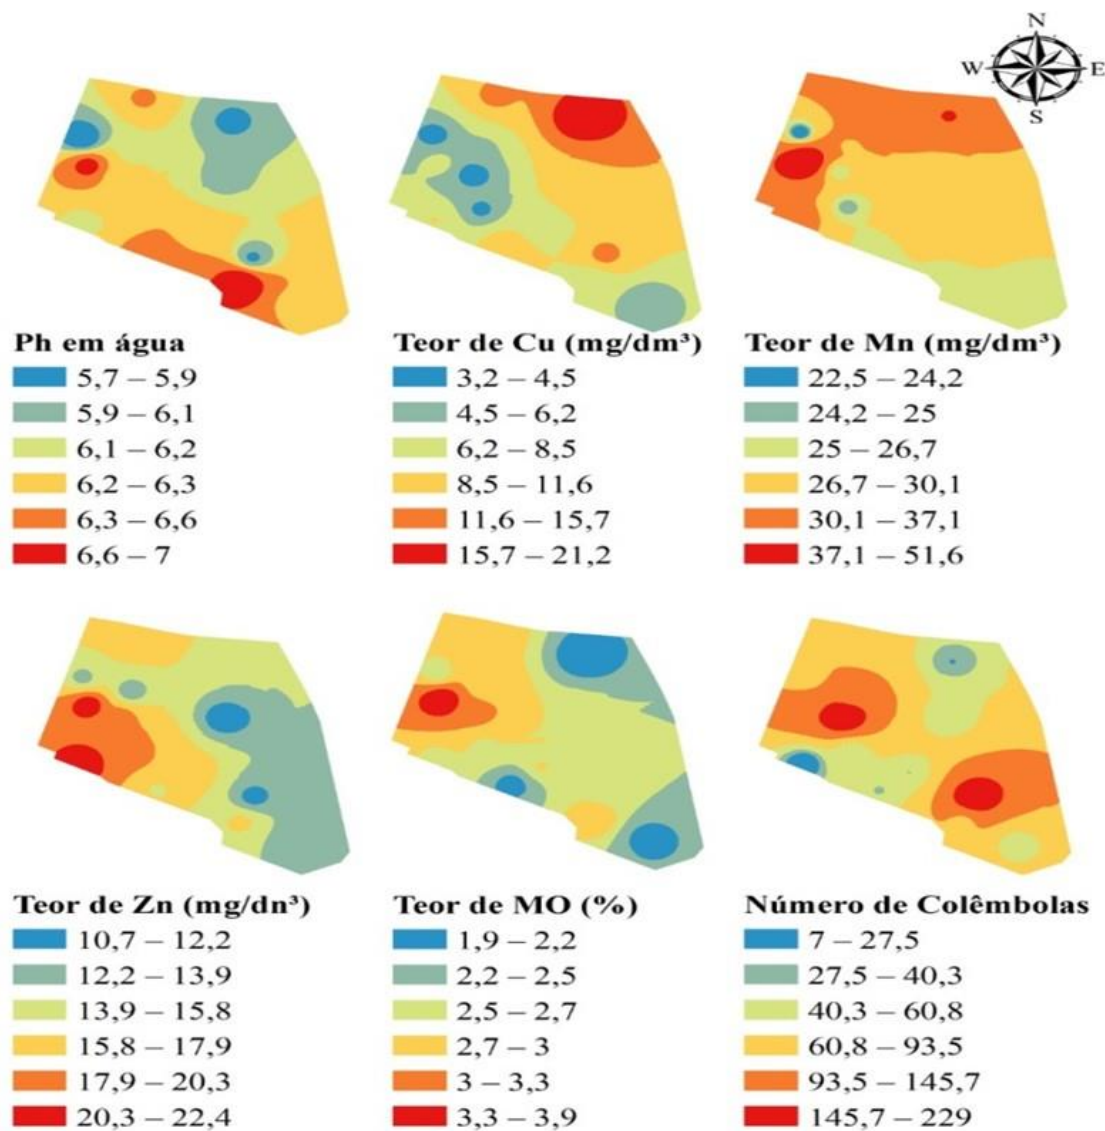 N
W E
S
Ph em água
5,7 – 5,9
5,9 – 6,1
6,1 – 6,2
6,2 – 6,3
6,3 – 6,6
6,6 – 7
Teor de Cu (mg/dm³)
3,2 – 4,5
4,5 – 6,2
6,2 – 8,5
8,5 – 11,6
11,6 – 15,7
15,7 – 21,2
Teor de Mn (mg/dm³)
22,5 – 24,2
24,2 – 25
25 – 26,7
26,7 – 30,1
30,1 – 37,1
37,1 – 51,6
Teor de Zn (mg/dn³)
10,7 – 12,2
12,2 – 13,9
13,9 – 15,8
15,8 – 17,9
17,9 – 20,3
20,3 – 22,4
Teor de MO (%)
1,9 – 2,2
2,2 – 2,5
2,5 – 2,7
2,7 – 3
3 – 3,3
3,3 – 3,9
Número de Colêmbolas
7 – 27,5
27,5 – 40,3
40,3 – 60,8
60,8 – 93,5
93,5 – 145,7
145,7 – 229